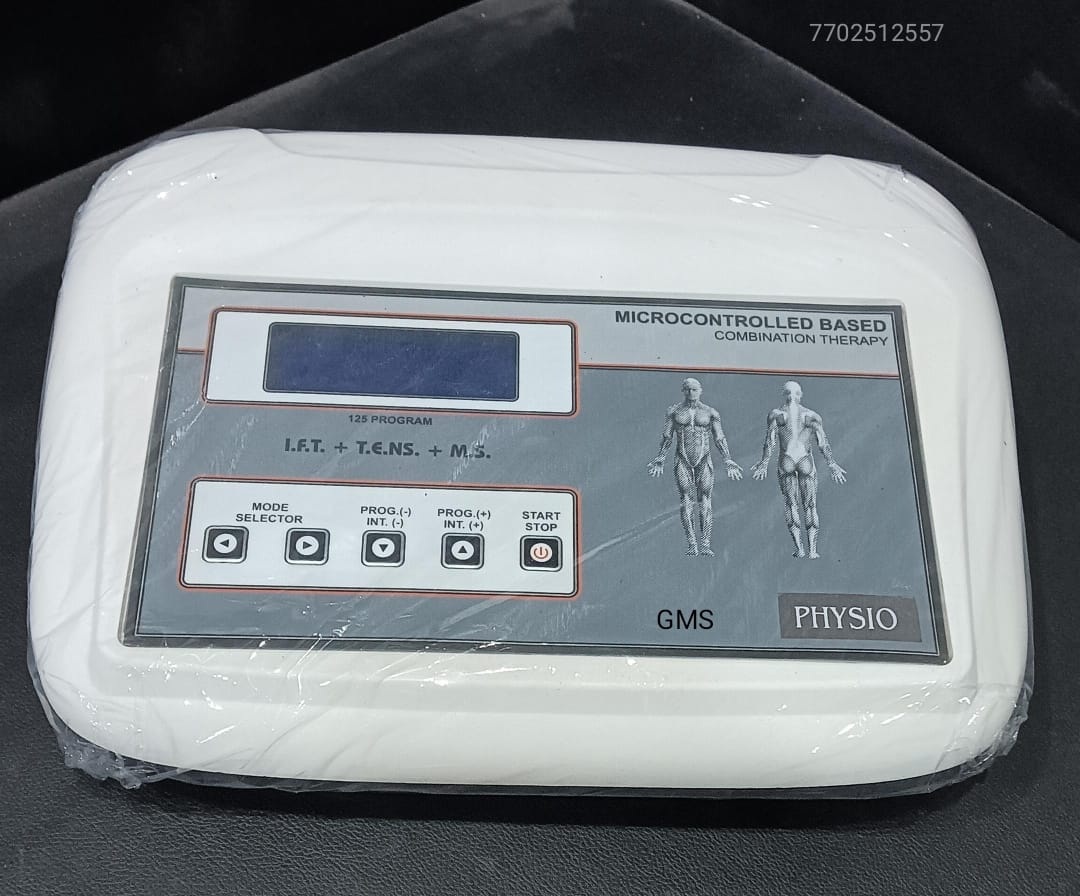 7702512557
MICROCONTROLLED BASED
COMBINATION THERAPY
125 PROGRAM
I.F.T. + T.E.NS. + M.S.
MODE
SELECTOR
PROG.(-)
INT. (-)
PROG.(+)
INT. (+)
START
STOP
GMS
PHYSIO